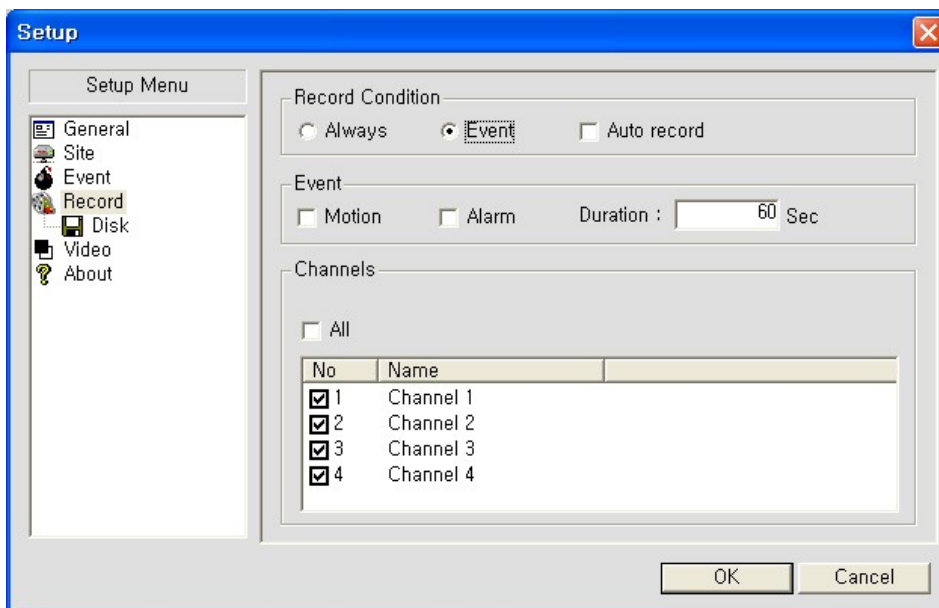 Setup
Setup Menu
General
Site
Event
Record
Disk
Video
About
Record Condition
Always Event Auto record
Event
Motion Alarm Duration : 60 Sec
Channels
All
No Name
1 Channel 1
2 Channel 2
3 Channel 3
4 Channel 4
OK Cancel